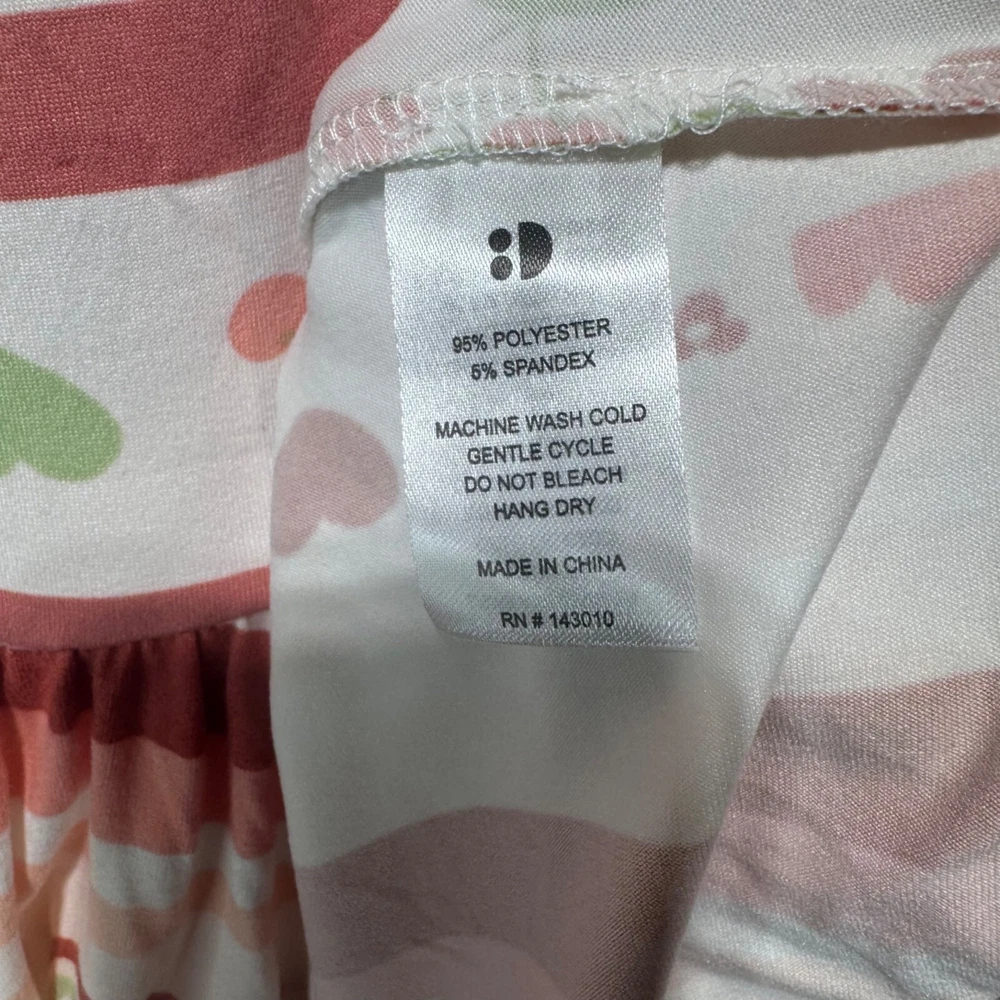 95% POLYESTER
5% SPANDEX
MACHINE WASH COLD
GENTLE CYCLE
DO NOT BLEACH
HANG DRY
MADE IN CHINA
RN # 143010